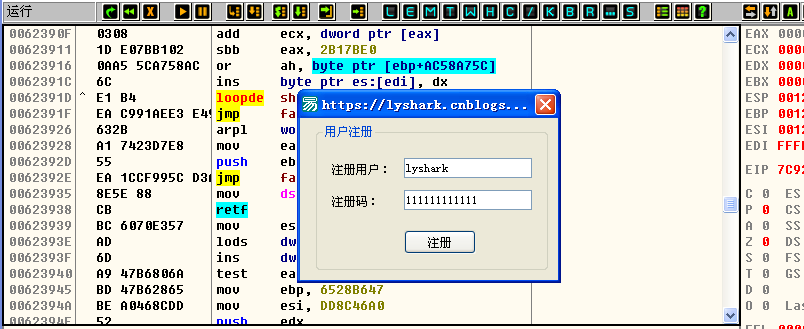 运行 L E M T W H C / K B R ... S ? A
0062390F 0308 add ecx, dword ptr [eax] EAX 000
00623911 1D E07BB102 sbb eax, 2B17BE0 ECX 000
00623916 0AA5 5CA758AC or ah, byte ptr [ebp+AC58A75C] EDX 000
0062391C 6C ins byte ptr es:[edi], dx EBX 000
0062391D ^ E1 B4 loopde sh ESP 001
0062391F EA C991AEE3 E49 jmp fa EBP 001
00623926 632B arpl wo ESI 001
00623928 A1 7423D7E8 mov ea EDI FFFF
0062392D 55 push eb
0062392E EA 1CCF995C D3A jmp fa EIP 7C92
00623935 8E5E 88 mov ds
00623938 CB retf
00623939 BC 6070E357 mov es
0062393E AD lods dw
0062393F 6D ins dw
00623940 A9 47B6806A test ea
00623945 BD 47B62865 mov ebp, 6528B647
0062394A BE A0468CDD mov esi, DD8C46A0
0062394F 52 push edx
C 0 ES
P 0 CS
A 0 SS
Z 0 DS
S 0 FS
T 0 GS
D 0
O 0 Las
https://lyshark.cnblogs...
用户注册
注册用户： lyshark
注册码： 111111111111
注册